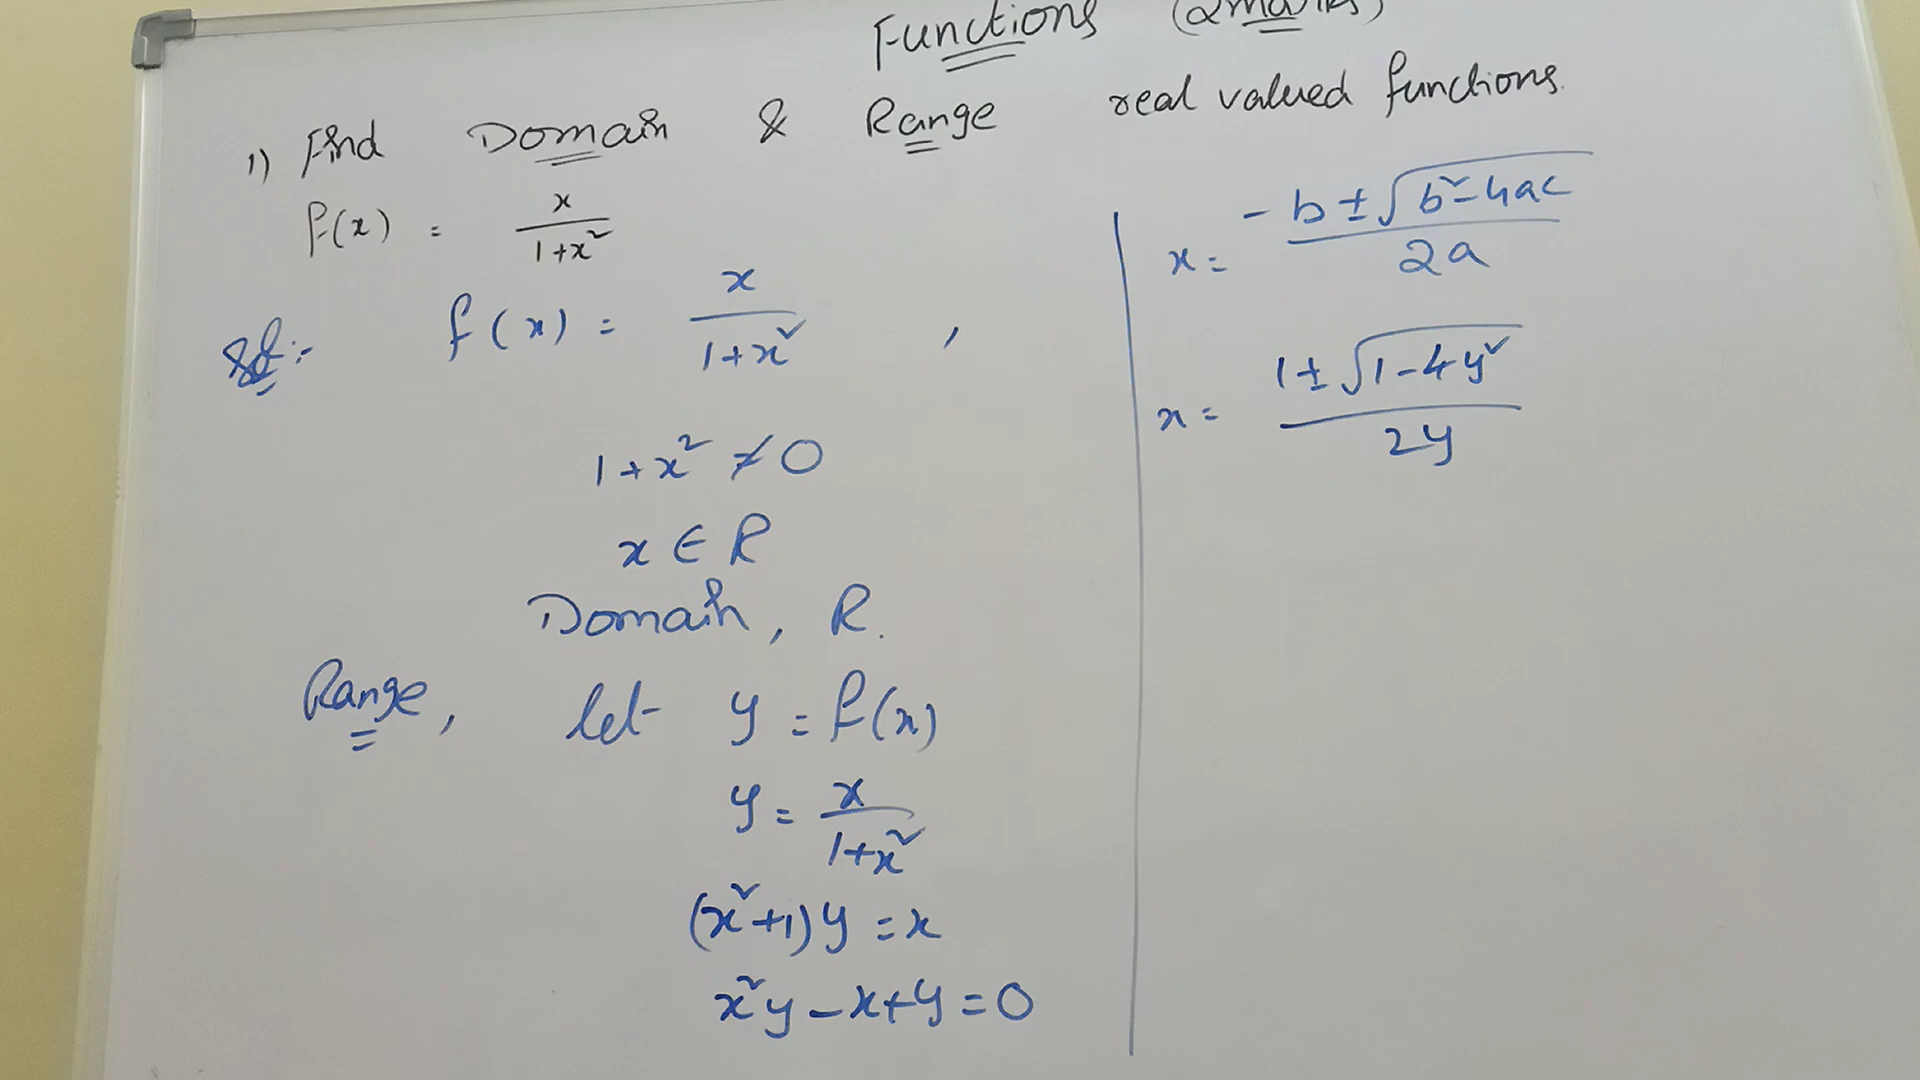 Functions (2marks)
1) Find Domain & Range real valued functions.
f(x) = x / 1+x²
Sol:- f(x) = x / 1+x² ,
1+x² ≠ 0
x ∈ R
Domain, R.
Range, let y = f(x)
y = x / 1+x²
(x²+1)y = x
x²y - x + y = 0
x = -b ± √b²-4ac / 2a
x = 1 ± √1-4y² / 2y